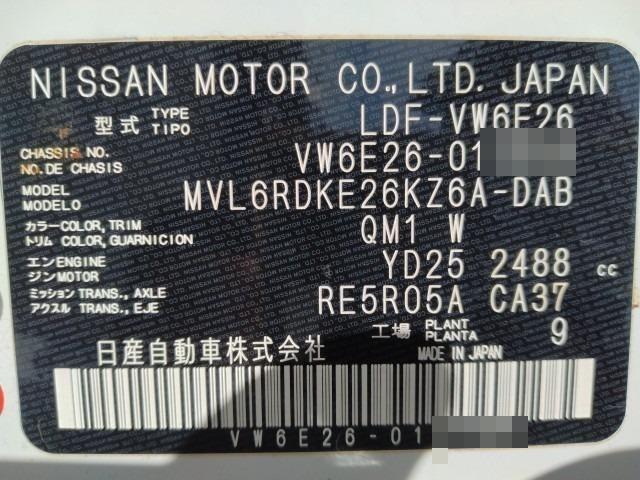 NISSAN MOTOR CO.,LTD. JAPAN
型式 TYPE TIPO LDF-VW6E26
CHASSIS NO. NO.DE CHASIS VW6E26-01
MODEL MODELO MVL6RDKE26KZ6A-DAB
カラー COLOR, TRIM QM1 W
トリム COLOR, GUARNICION
エンジン ENGINE MOTOR YD25 2488 cc
ミッション TRANS., AXLE RE5R05A CA37
アクスル TRANS., EJE
工場 PLANT PLANTA 9
日産自動車株式会社 MADE IN JAPAN
VW6E26-01